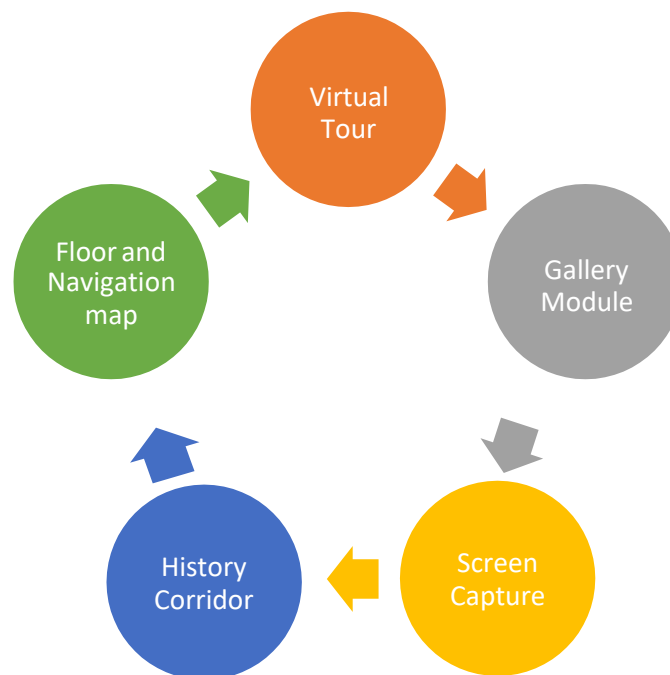 Virtual
Tour
Gallery
Module
Screen
Capture
History
Corridor
Floor and
Navigation
map